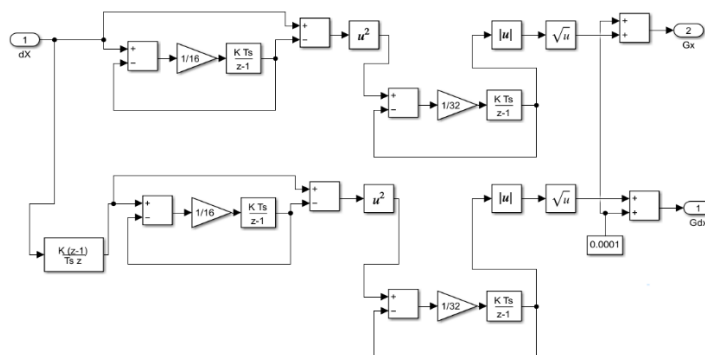 1
dX
+
−
1/16
K Ts
z-1
+
−
u²
+
−
1/32
K Ts
z-1
|u|
√u
+
+
2
Gx
K (z-1)
Ts z
+
−
1/16
K Ts
z-1
+
−
u²
+
−
1/32
K Ts
z-1
|u|
√u
+
+
0.0001
1
Gdx